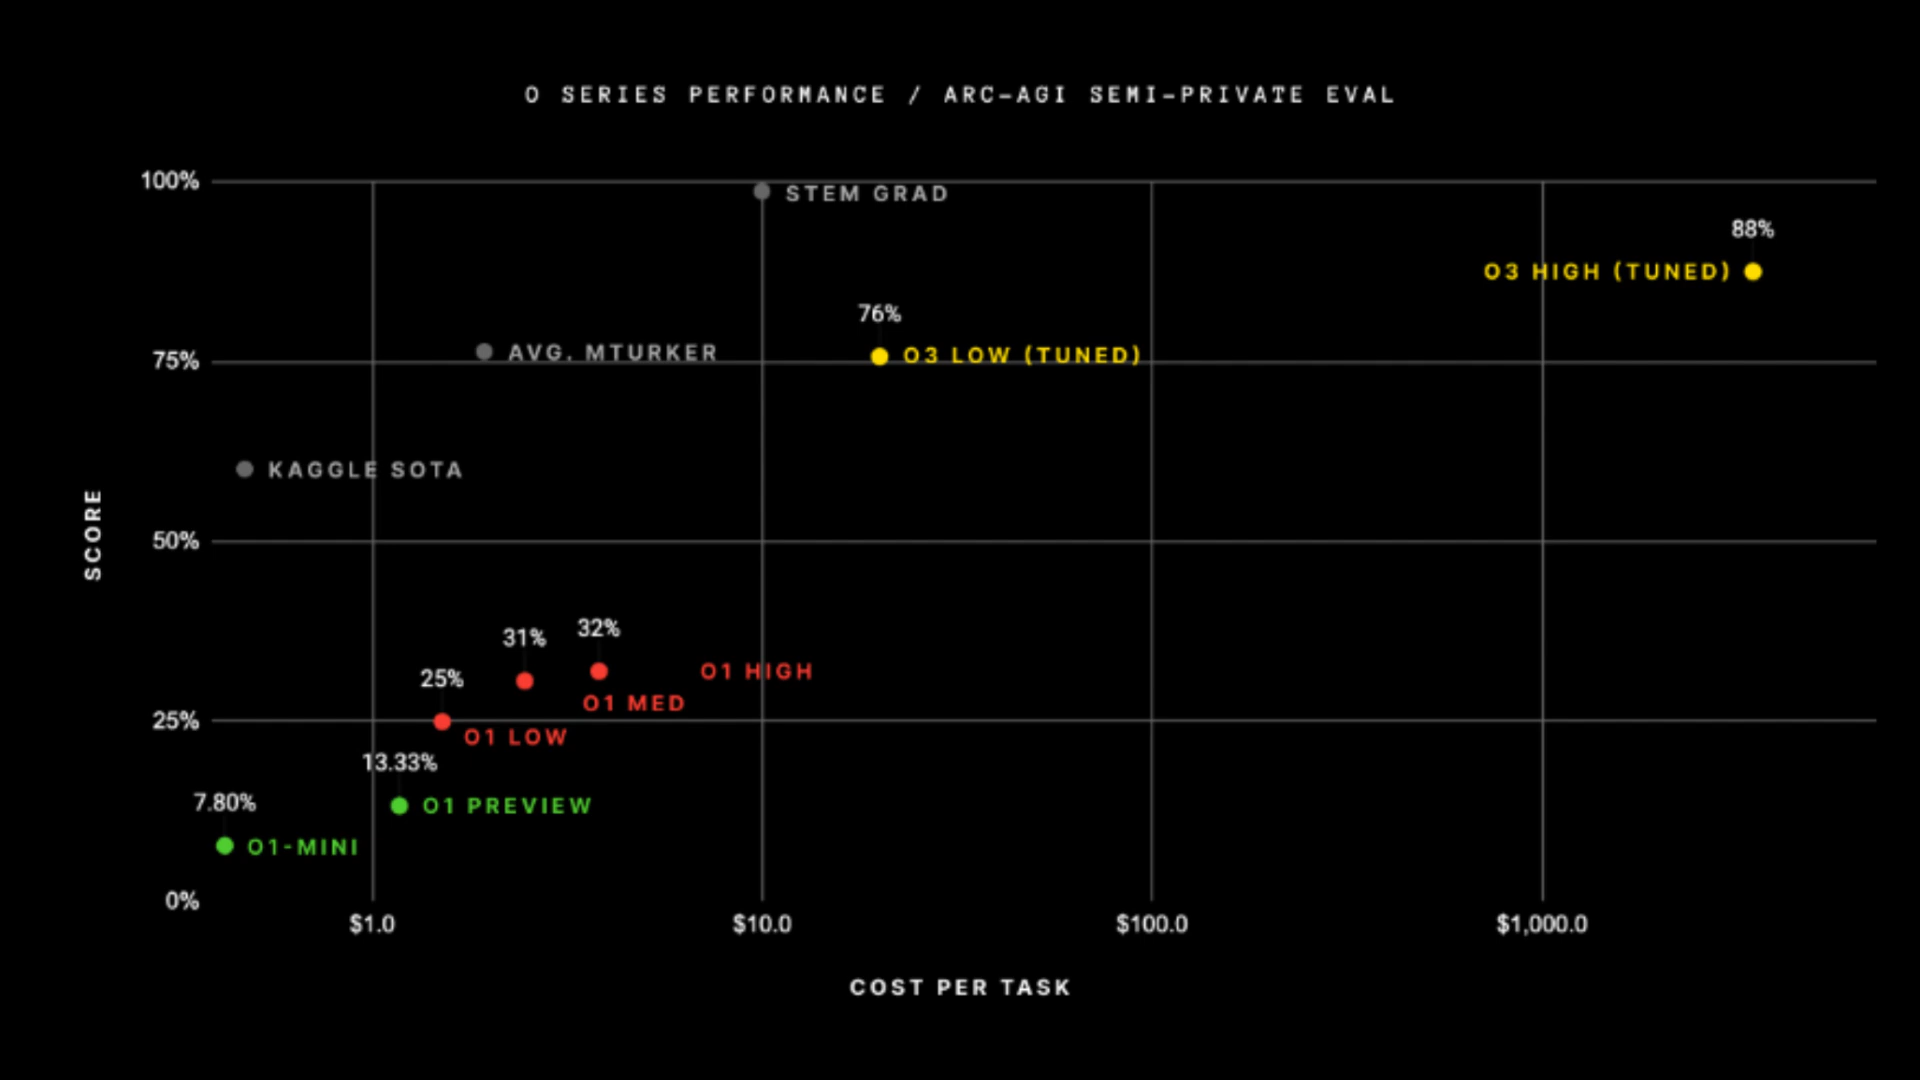 O SERIES PERFORMANCE / ARC-AGI SEMI-PRIVATE EVAL
100%
STEM GRAD
88%
O3 HIGH (TUNED)
76%
AVG. MTURKER
O3 LOW (TUNED)
75%
KAGGLE SOTA
SCORE
50%
32%
31%
O1 HIGH
25%
O1 MED
25%
O1 LOW
13.33%
7.80%
O1 PREVIEW
O1-MINI
0%
$1.0
$10.0
$100.0
$1,000.0
COST PER TASK